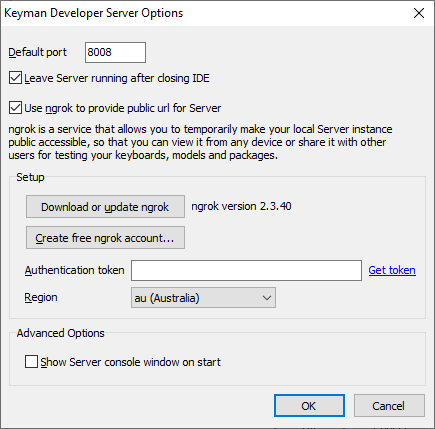 Keyman Developer Server Options
Default port 8008
Leave Server running after closing IDE
Use ngrok to provide public url for Server
ngrok is a service that allows you to temporarily make your local Server instance
public accessible, so that you can view it from any device or share it with other
users for testing your keyboards, models and packages.
Setup
Download or update ngrok ngrok version 2.3.40
Create free ngrok account...
Authentication token Get token
Region au (Australia)
Advanced Options
Show Server console window on start
OK Cancel